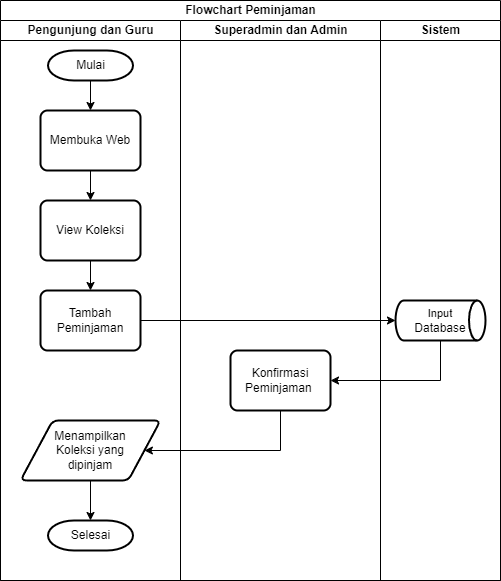 Flowchart Peminjaman
Pengunjung dan Guru
Superadmin dan Admin
Sistem
Mulai
Membuka Web
View Koleksi
Tambah
Peminjaman
Input
Database
Konfirmasi
Peminjaman
Menampilkan
Koleksi yang
dipinjam
Selesai